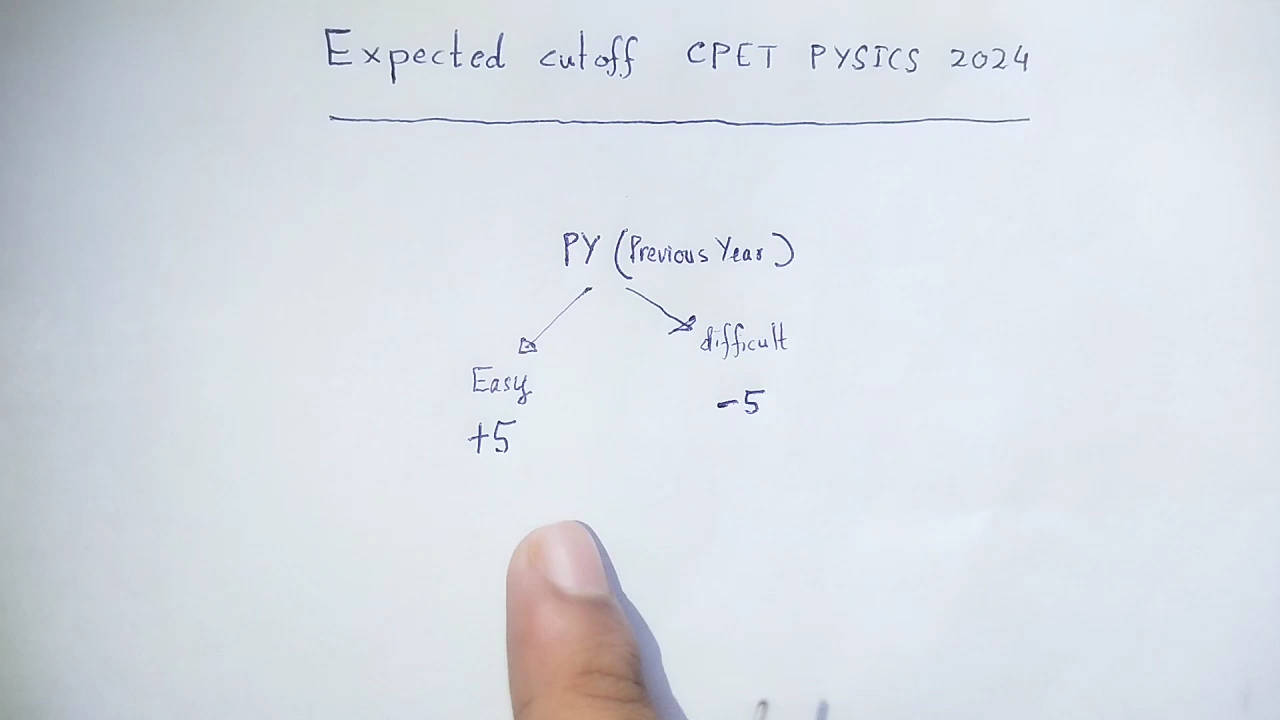 Expected cutoff CPET PYSICS 2024
PY (Previous Year)
difficult
Easy
-5
+5